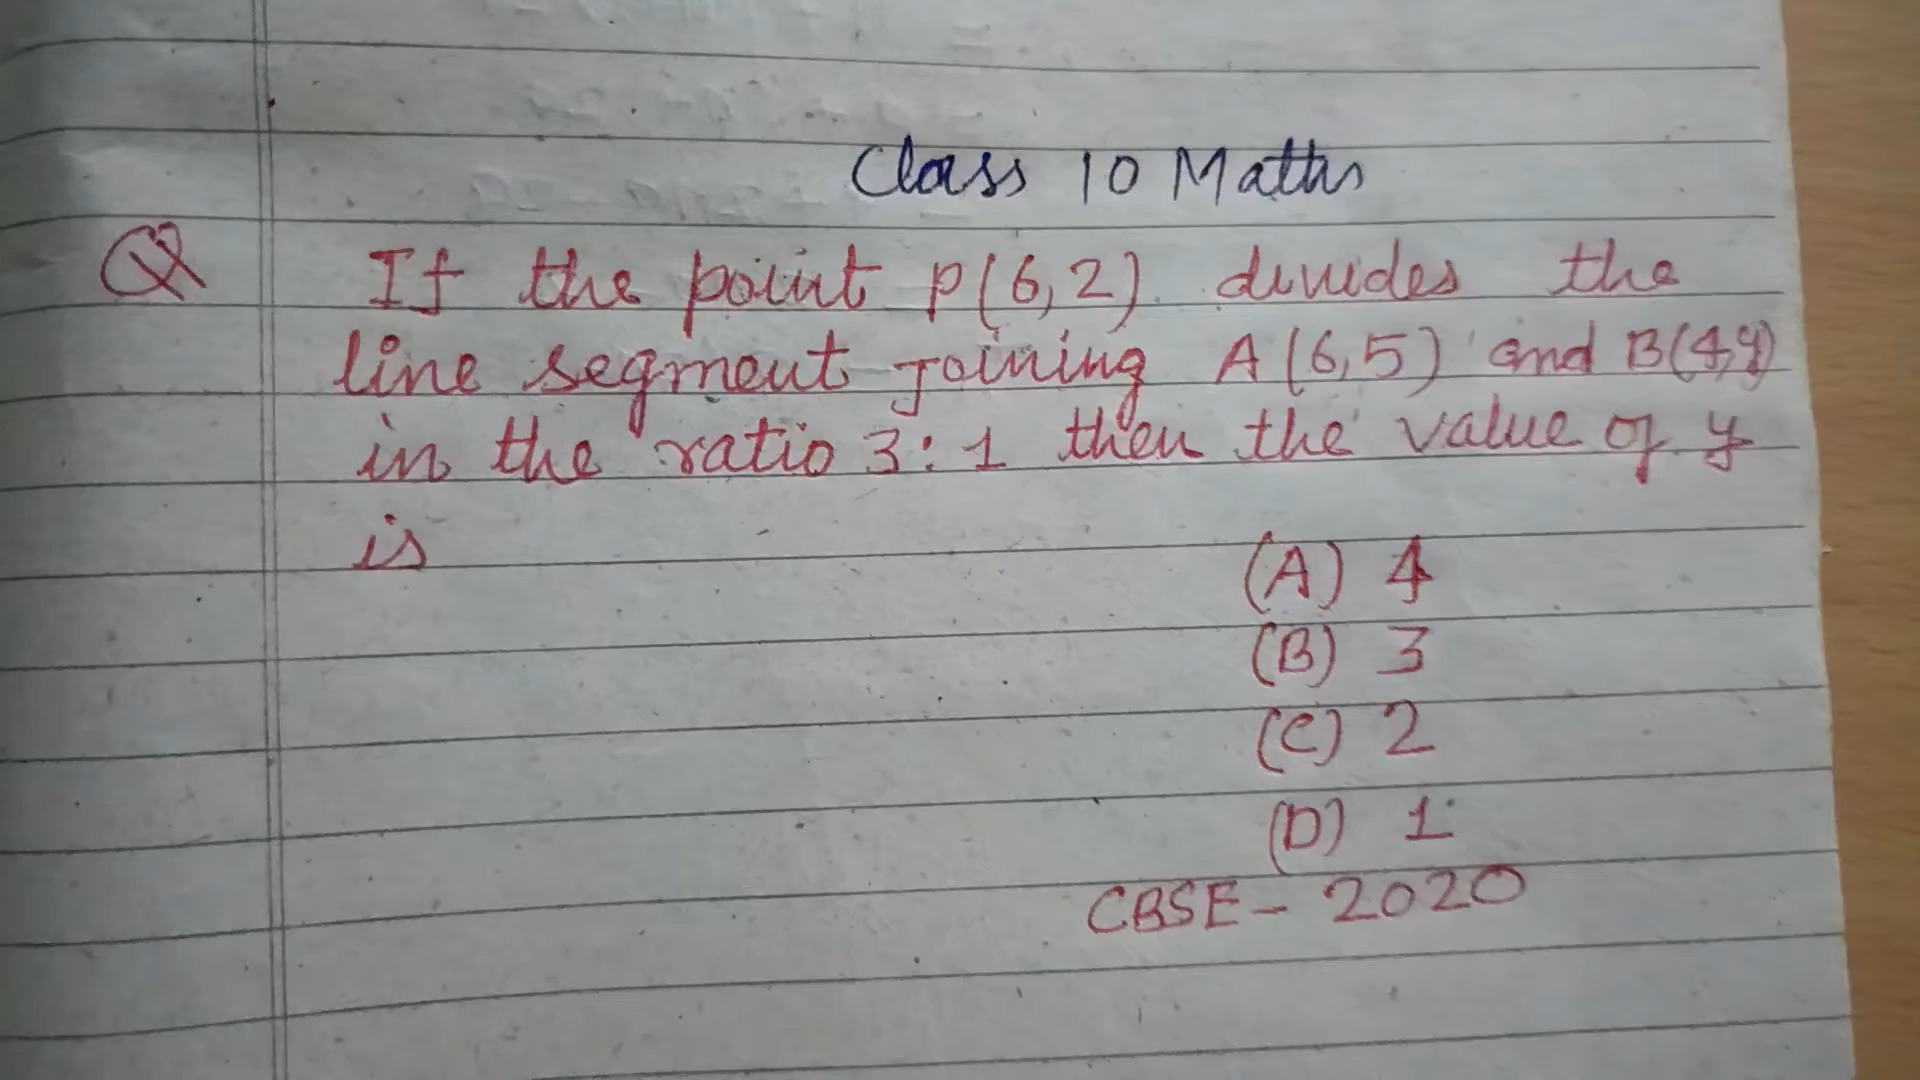 Class 10 Maths
Q If the point P(6,2) divides the
line segment joining A(6,5) and B(4,y)
in the ratio 3:1 then the value of y
is
(A) 4
(B) 3
(C) 2
(D) 1
CBSE - 2020